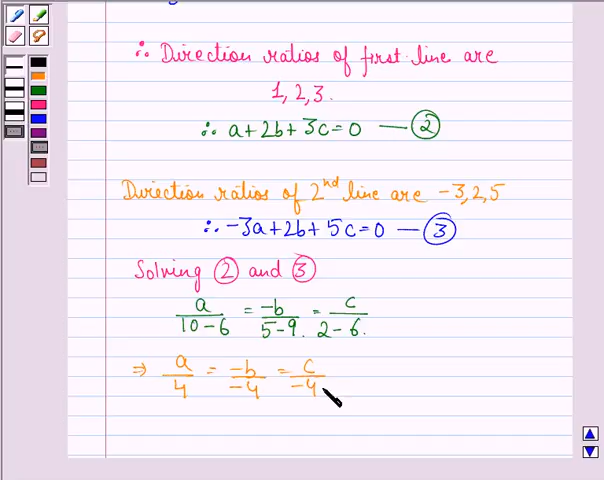 ∴ Direction ratios of first line are
1, 2, 3.
∴ a+2b+3c=0 — ②
Direction ratios of 2nd line are -3,2,5
∴ -3a+2b+5c=0 — ③
Solving ② and ③
a/10-6 = -b/5-9. = c/2-6.
⇒ a/4 = -b/-4 = c/-4